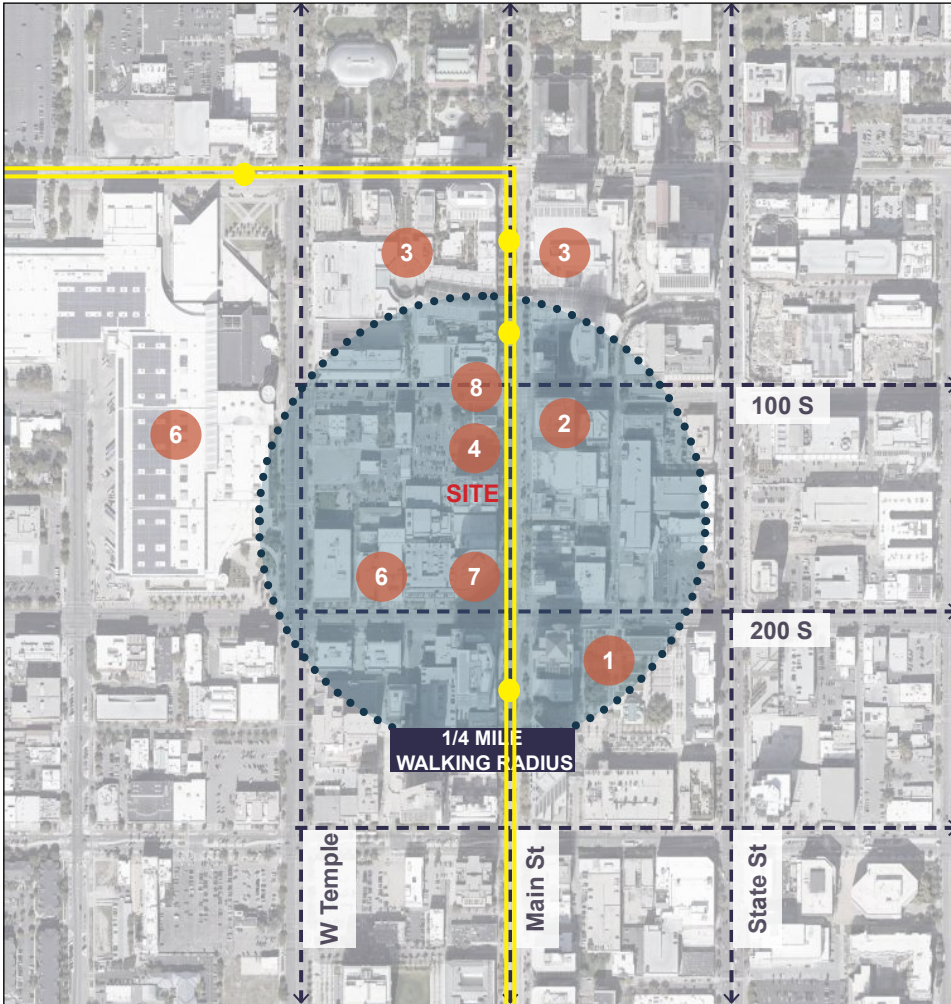 3
3
8
100 S
2
6
4
SITE
6
7
200 S
1
1/4 MILE
WALKING RADIUS
W Temple
Main St
State St